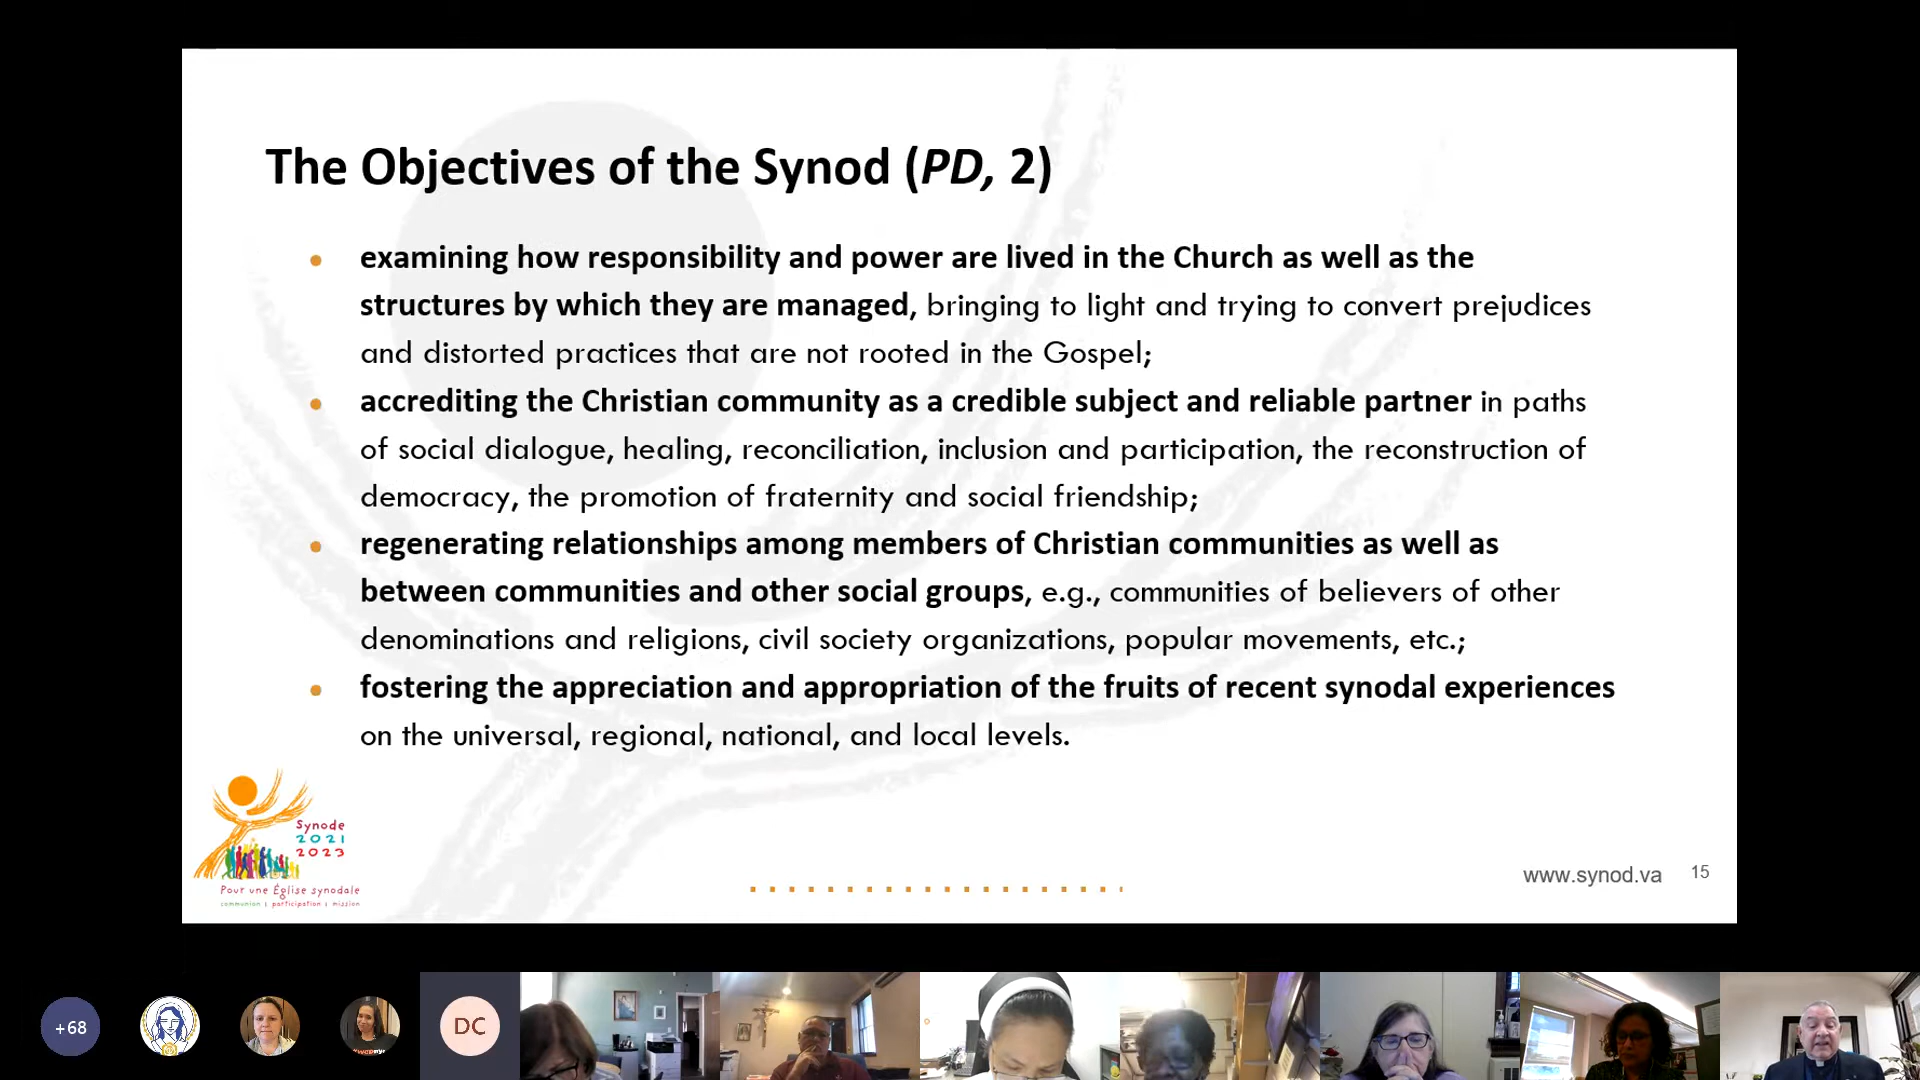 The Objectives of the Synod (PD, 2)
• examining how responsibility and power are lived in the Church as well as the
structures by which they are managed, bringing to light and trying to convert prejudices
and distorted practices that are not rooted in the Gospel;
• accrediting the Christian community as a credible subject and reliable partner in paths
of social dialogue, healing, reconciliation, inclusion and participation, the reconstruction of
democracy, the promotion of fraternity and social friendship;
• regenerating relationships among members of Christian communities as well as
between communities and other social groups, e.g., communities of believers of other
denominations and religions, civil society organizations, popular movements, etc.;
• fostering the appreciation and appropriation of the fruits of recent synodal experiences
on the universal, regional, national, and local levels.
Synode
2021
2023
Pour une Église synodale
communion | participation | mission
www.synod.va
15
+68
DC